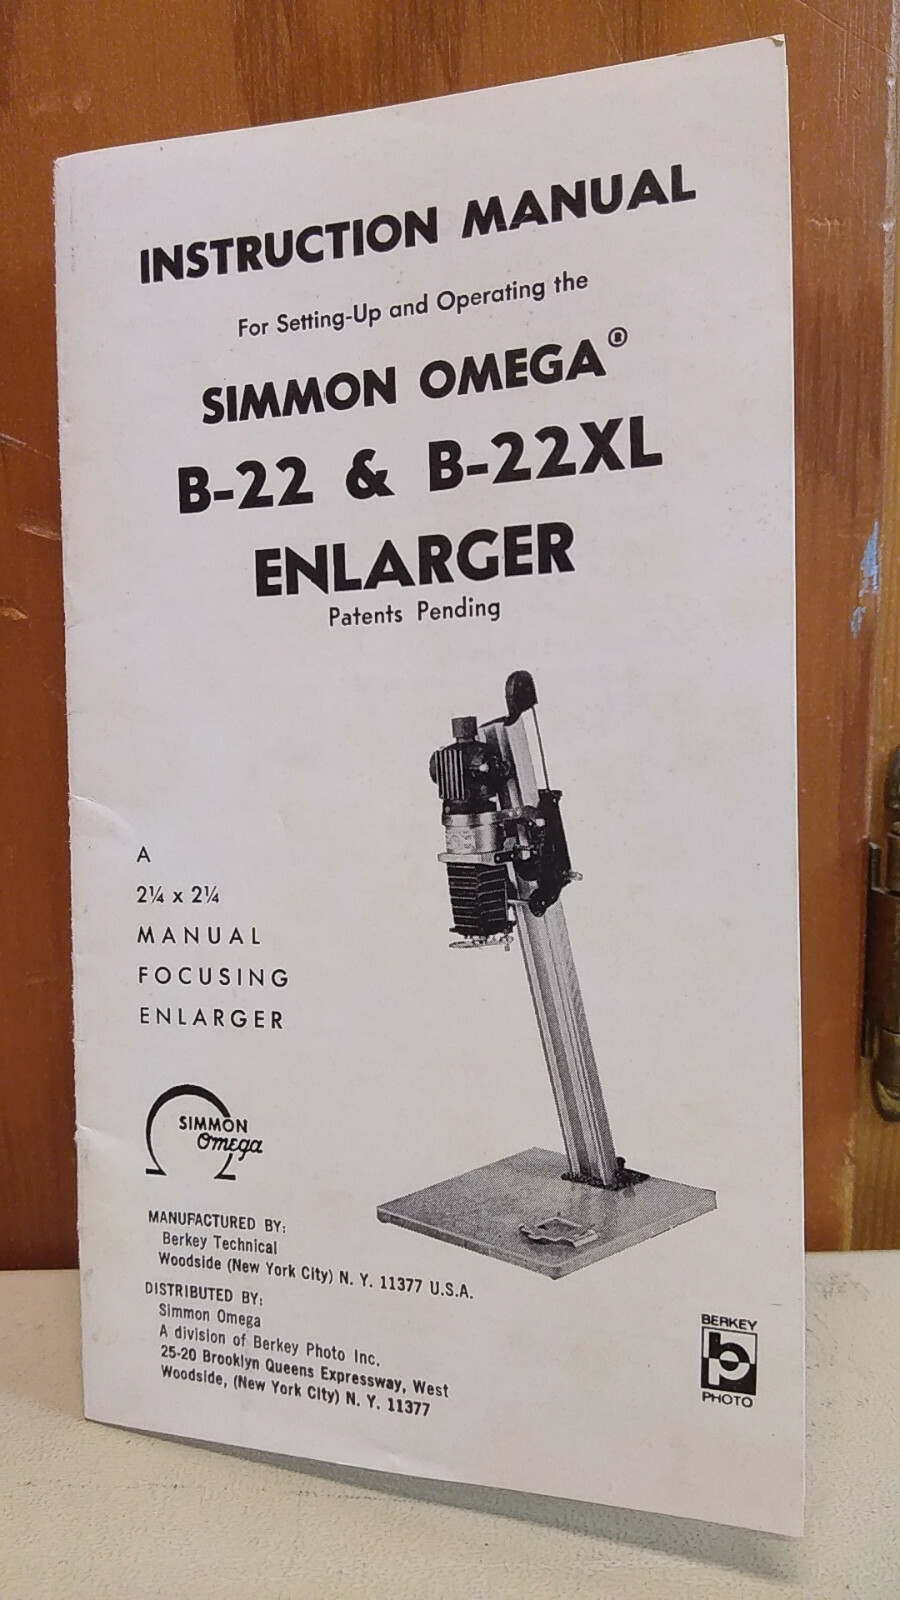 INSTRUCTION MANUAL
For Setting-Up and Operating the
SIMMON OMEGA®
B-22 & B-22XL
ENLARGER
Patents Pending
A
2¼ x 2¼
MANUAL
FOCUSING
ENLARGER
SIMMON
Omega
MANUFACTURED BY:
Berkey Technical
Woodside (New York City) N. Y. 11377 U.S.A.
DISTRIBUTED BY:
Simmon Omega
A division of Berkey Photo Inc.
25-20 Brooklyn Queens Expressway, West
Woodside, (New York City) N. Y. 11377
BERKEY
bp
PHOTO